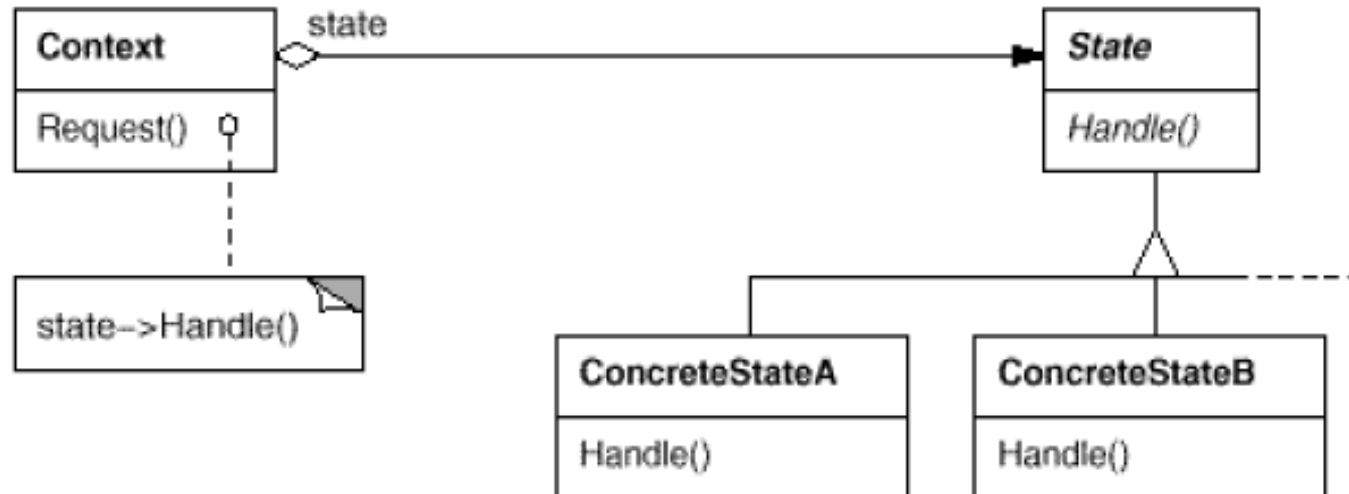 state
Context
State
Request()
Handle()
state–>Handle()
ConcreteStateA
ConcreteStateB
Handle()
Handle()